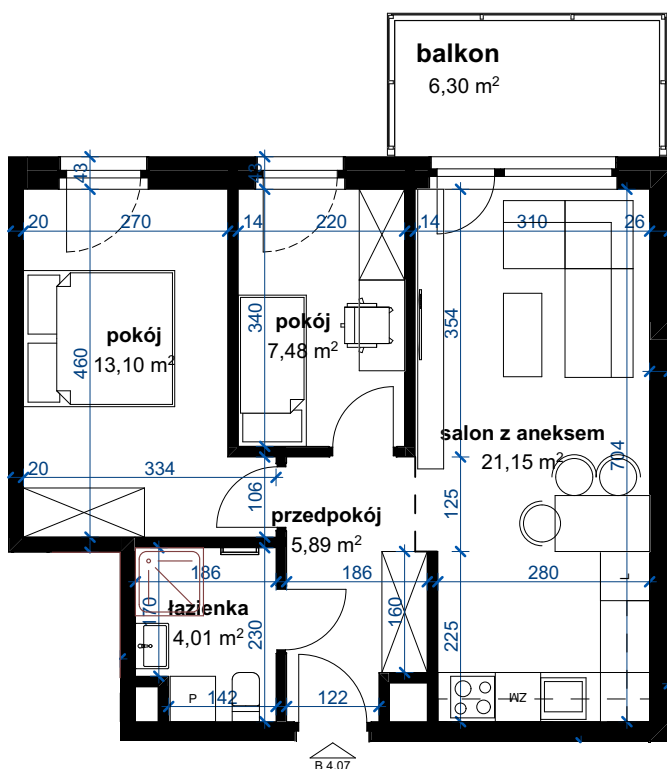 balkon
6,30 m²
43
43
20
270
14
220
14
310
26
pokój
13,10 m²
460
340
pokój
7,48 m²
354
salon z aneksem
21,15 m²
704
20
334
106
125
przedpokój
5,89 m²
186
186
280
łazienka
4,01 m²
170
230
160
225
L
P
142
122
ZM
B 4.07